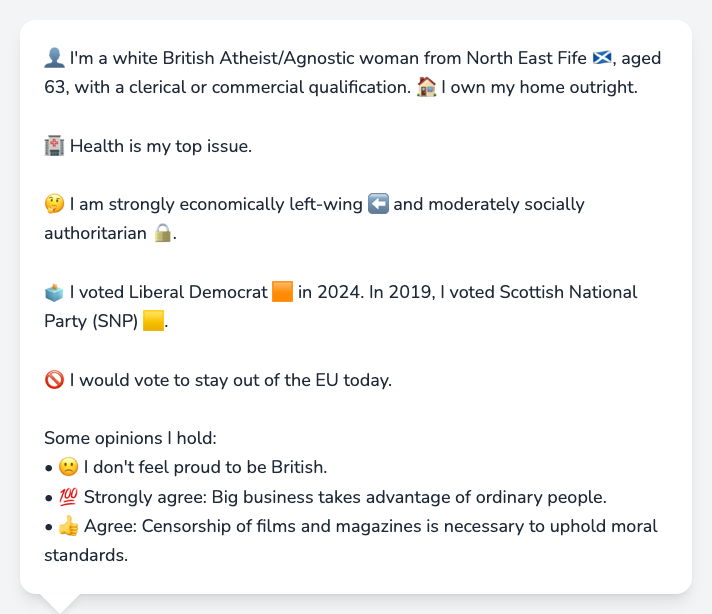 👤 I'm a white British Atheist/Agnostic woman from North East Fife 🏴󠁧󠁢󠁳󠁣󠁴󠁿, aged
63, with a clerical or commercial qualification. 🏠 I own my home outright.
🏥 Health is my top issue.
🤔 I am strongly economically left-wing ⬅️ and moderately socially
authoritarian 🔒.
🗳️ I voted Liberal Democrat 🟧 in 2024. In 2019, I voted Scottish National
Party (SNP) 🟨.
🚫 I would vote to stay out of the EU today.
Some opinions I hold:
• 🙁 I don't feel proud to be British.
• 💯 Strongly agree: Big business takes advantage of ordinary people.
• 👍 Agree: Censorship of films and magazines is necessary to uphold moral
standards.